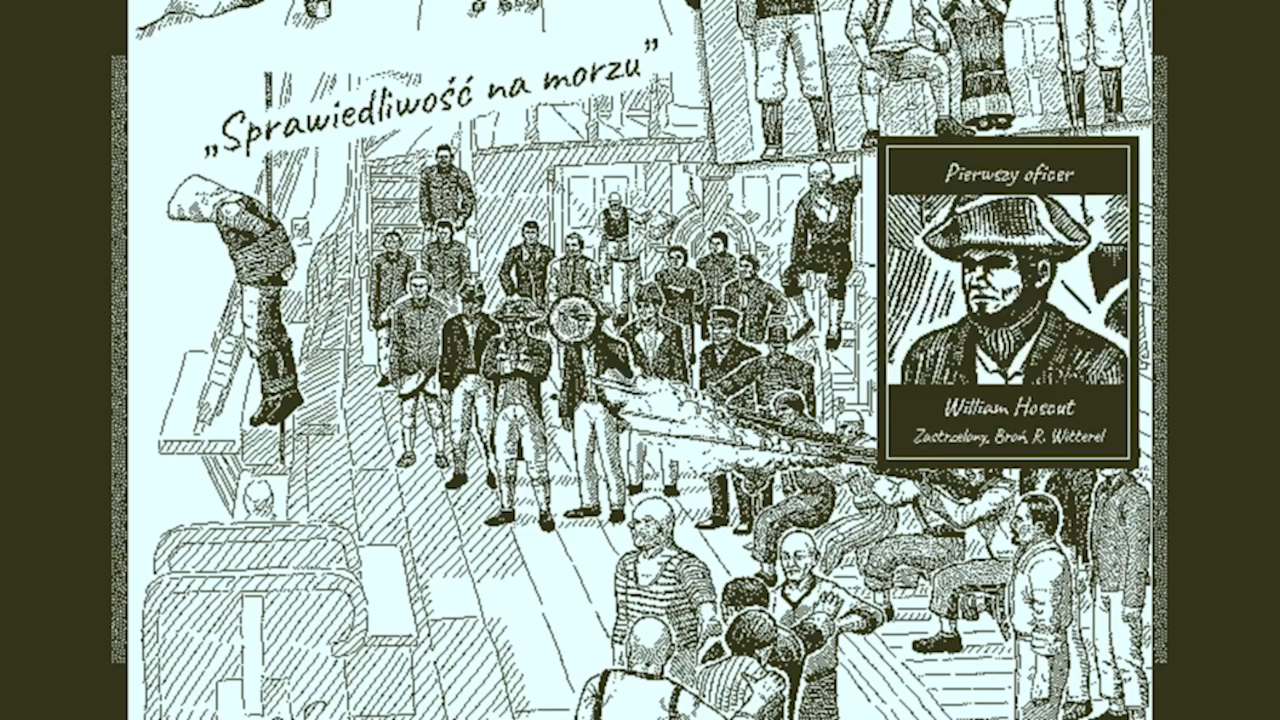 „Sprawiedliwość na morzu”
Pierwszy oficer
William Hoscut
Zastrzelony, Broń, R. Witterel